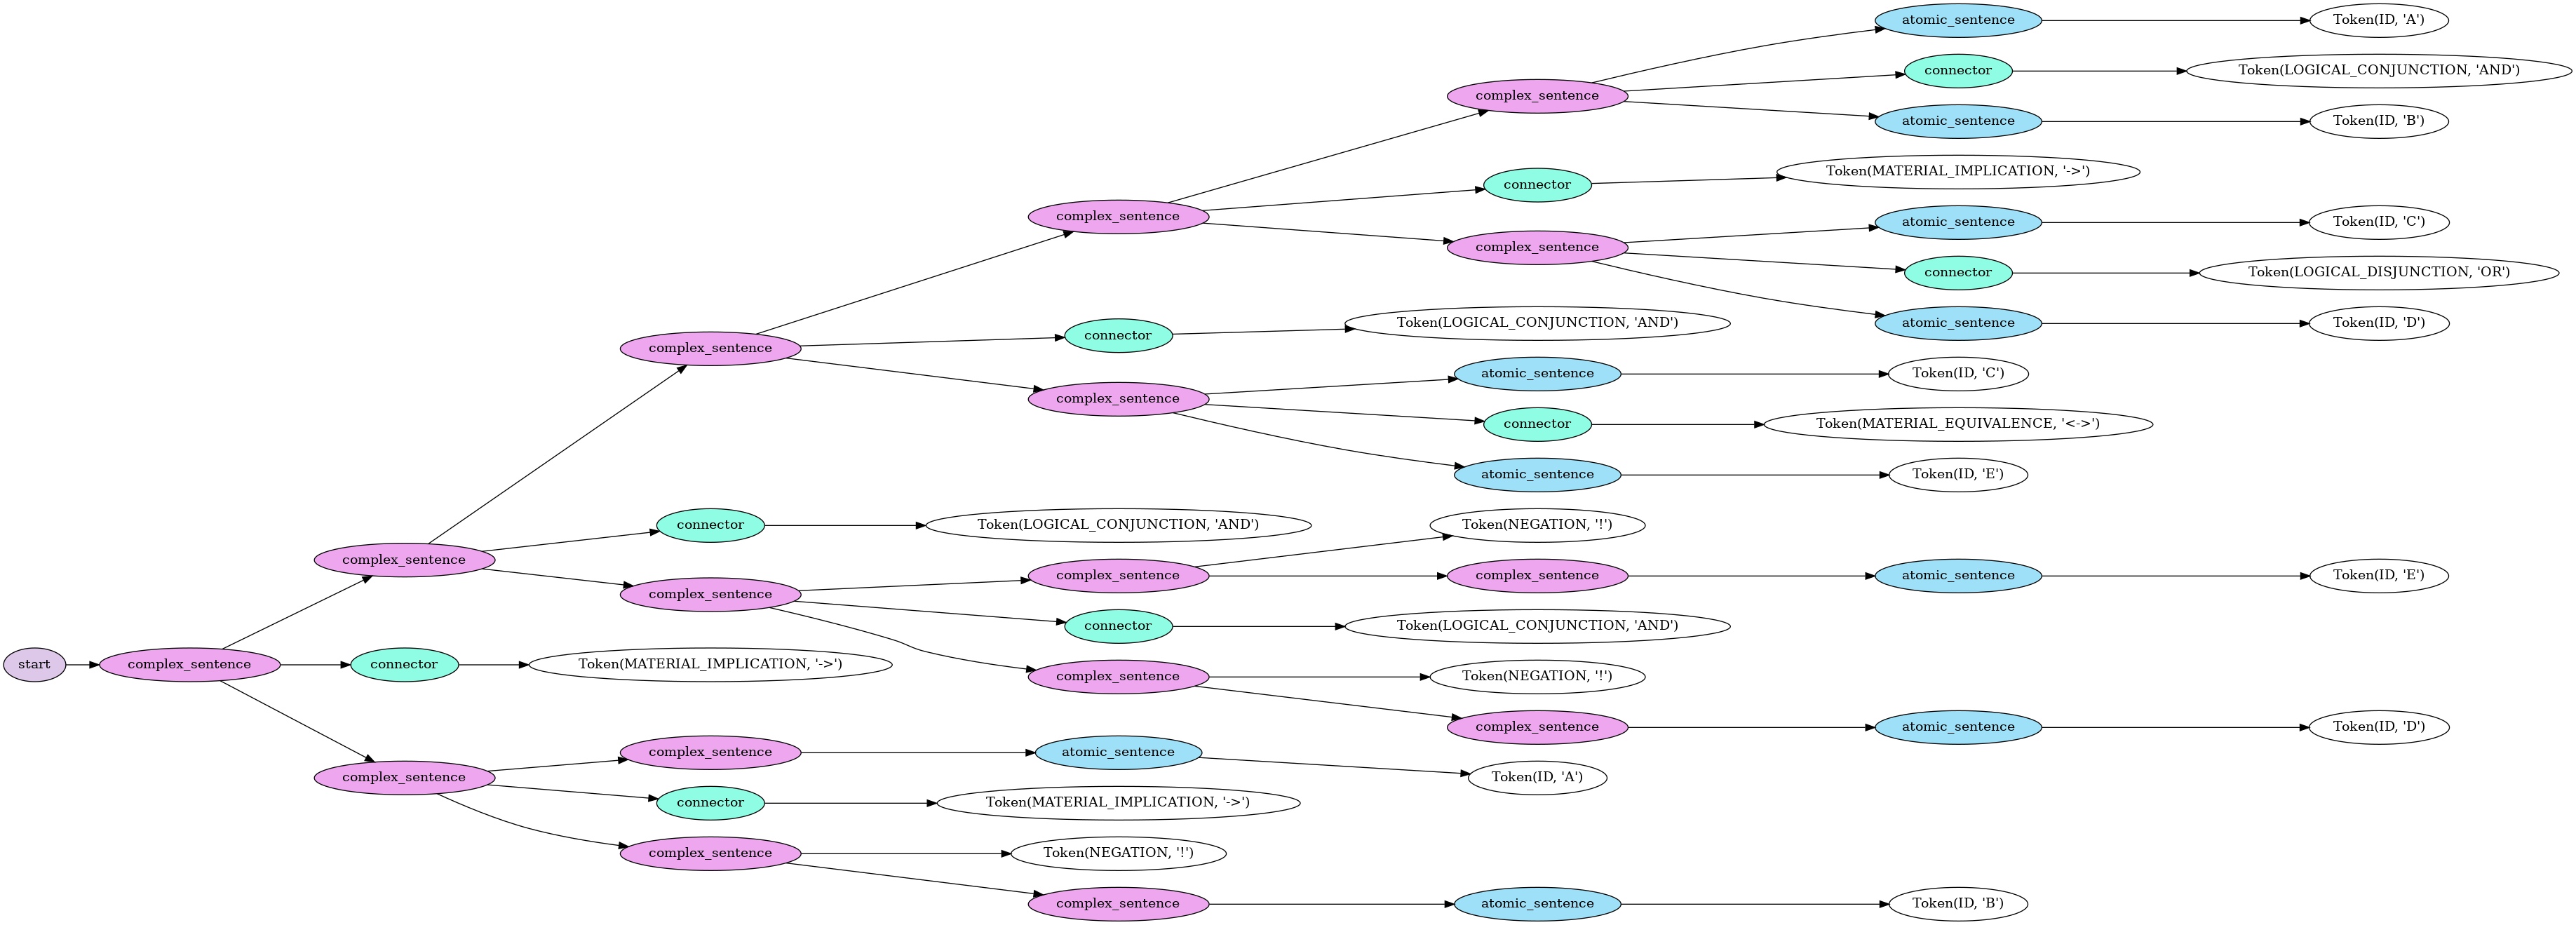 atomic_sentence Token(ID, 'A')
connector Token(LOGICAL_CONJUNCTION, 'AND')
complex_sentence
atomic_sentence Token(ID, 'B')
connector Token(MATERIAL_IMPLICATION, '->')
complex_sentence
atomic_sentence Token(ID, 'C')
complex_sentence
connector Token(LOGICAL_DISJUNCTION, 'OR')
connector Token(LOGICAL_CONJUNCTION, 'AND')
atomic_sentence Token(ID, 'D')
complex_sentence
atomic_sentence Token(ID, 'C')
complex_sentence
connector Token(MATERIAL_EQUIVALENCE, '<->')
atomic_sentence Token(ID, 'E')
connector Token(LOGICAL_CONJUNCTION, 'AND')
Token(NEGATION, '!')
complex_sentence
complex_sentence
complex_sentence
atomic_sentence Token(ID, 'E')
complex_sentence
connector Token(LOGICAL_CONJUNCTION, 'AND')
start
complex_sentence
connector Token(MATERIAL_IMPLICATION, '->')
complex_sentence
Token(NEGATION, '!')
complex_sentence
atomic_sentence Token(ID, 'D')
complex_sentence
atomic_sentence
complex_sentence
Token(ID, 'A')
connector Token(MATERIAL_IMPLICATION, '->')
complex_sentence
Token(NEGATION, '!')
complex_sentence
atomic_sentence Token(ID, 'B')